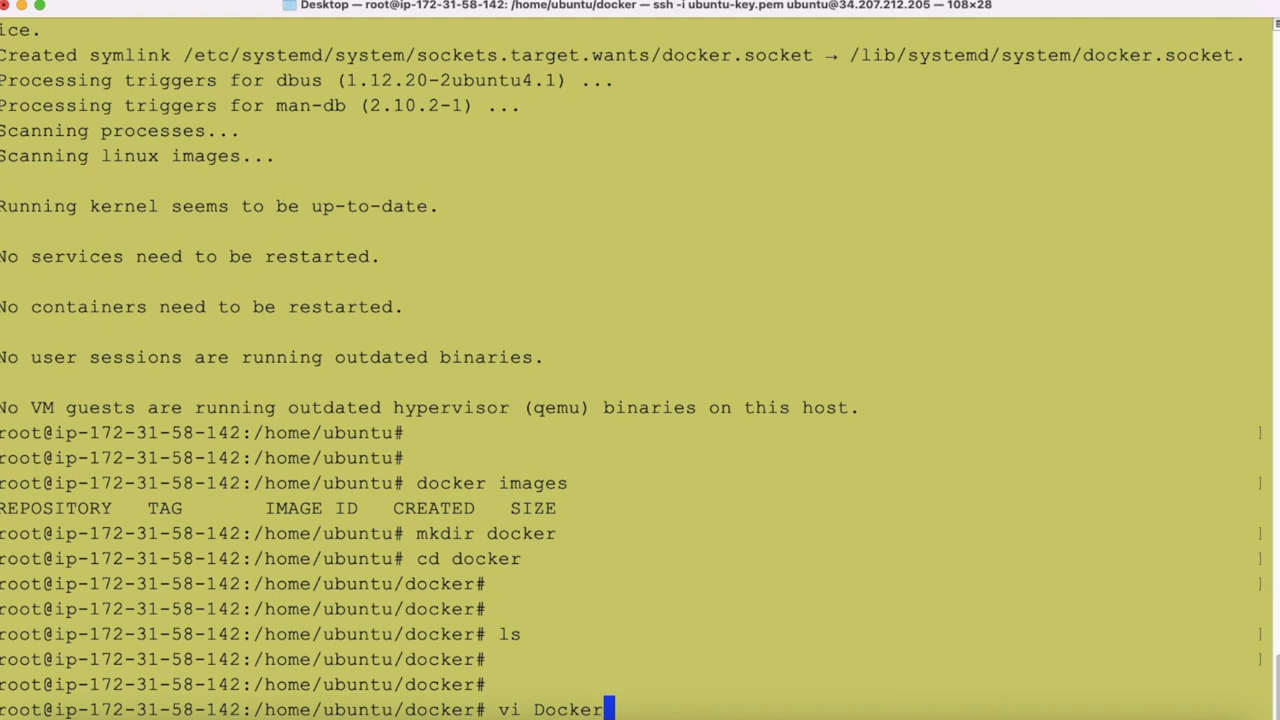 Desktop — root@ip-172-31-58-142: /home/ubuntu/docker — ssh -i ubuntu-key.pem ubuntu@34.207.212.205 — 108×28
ice.
Created symlink /etc/systemd/system/sockets.target.wants/docker.socket → /lib/systemd/system/docker.socket.
Processing triggers for dbus (1.12.20-2ubuntu4.1) ...
Processing triggers for man-db (2.10.2-1) ...
Scanning processes...
Scanning linux images...
Running kernel seems to be up-to-date.
No services need to be restarted.
No containers need to be restarted.
No user sessions are running outdated binaries.
No VM guests are running outdated hypervisor (qemu) binaries on this host.
root@ip-172-31-58-142:/home/ubuntu# ]
root@ip-172-31-58-142:/home/ubuntu#
root@ip-172-31-58-142:/home/ubuntu# docker images ]
REPOSITORY TAG IMAGE ID CREATED SIZE
root@ip-172-31-58-142:/home/ubuntu# mkdir docker ]
root@ip-172-31-58-142:/home/ubuntu# cd docker ]
root@ip-172-31-58-142:/home/ubuntu/docker# ]
root@ip-172-31-58-142:/home/ubuntu/docker#
root@ip-172-31-58-142:/home/ubuntu/docker# ls ]
root@ip-172-31-58-142:/home/ubuntu/docker# ]
root@ip-172-31-58-142:/home/ubuntu/docker#
root@ip-172-31-58-142:/home/ubuntu/docker# vi Docker